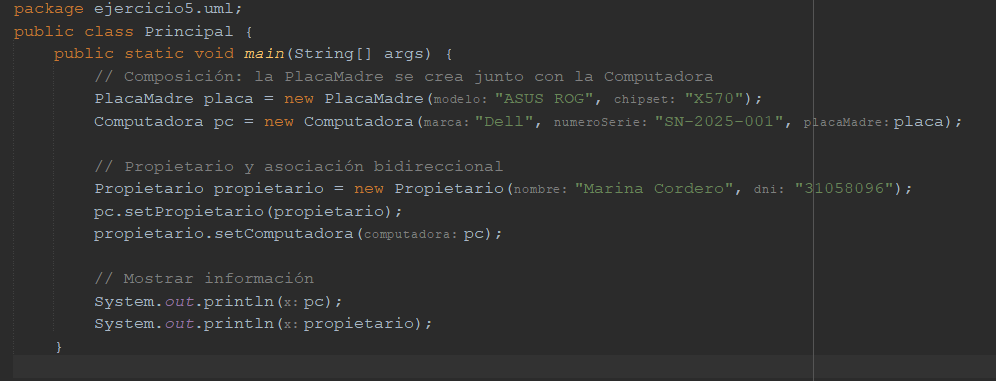 package ejercicio5.uml;
public class Principal {
public static void main(String[] args) {
// Composición: la PlacaMadre se crea junto con la Computadora
PlacaMadre placa = new PlacaMadre(modelo: "ASUS ROG", chipset: "X570");
Computadora pc = new Computadora(marca: "Dell", numeroSerie: "SN-2025-001", placaMadre: placa);
// Propietario y asociación bidireccional
Propietario propietario = new Propietario(nombre: "Marina Cordero", dni: "31058096");
pc.setPropietario(propietario);
propietario.setComputadora(computadora: pc);
// Mostrar información
System.out.println(x: pc);
System.out.println(x: propietario);
}